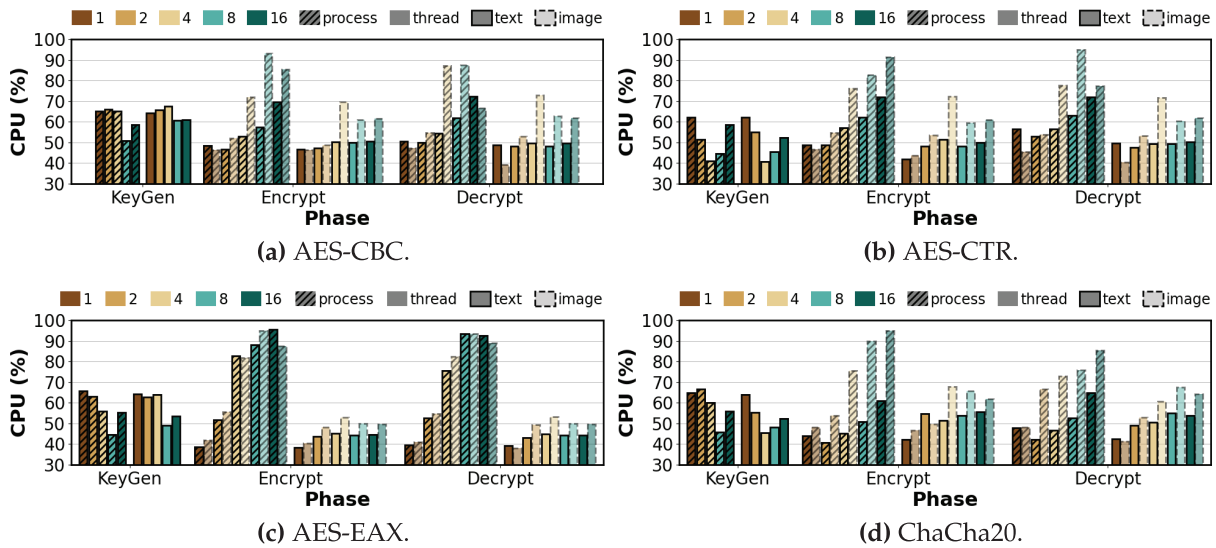 1 2 4 8 16 process thread text image
1 2 4 8 16 process thread text image
100
90
80
70
60
50
40
30
CPU (%)
KeyGen Encrypt Decrypt
Phase
(a) AES-CBC.
100
90
80
70
60
50
40
30
CPU (%)
KeyGen Encrypt Decrypt
Phase
(b) AES-CTR.
1 2 4 8 16 process thread text image
1 2 4 8 16 process thread text image
100
90
80
70
60
50
40
30
CPU (%)
KeyGen Encrypt Decrypt
Phase
(c) AES-EAX.
100
90
80
70
60
50
40
30
CPU (%)
KeyGen Encrypt Decrypt
Phase
(d) ChaCha20.